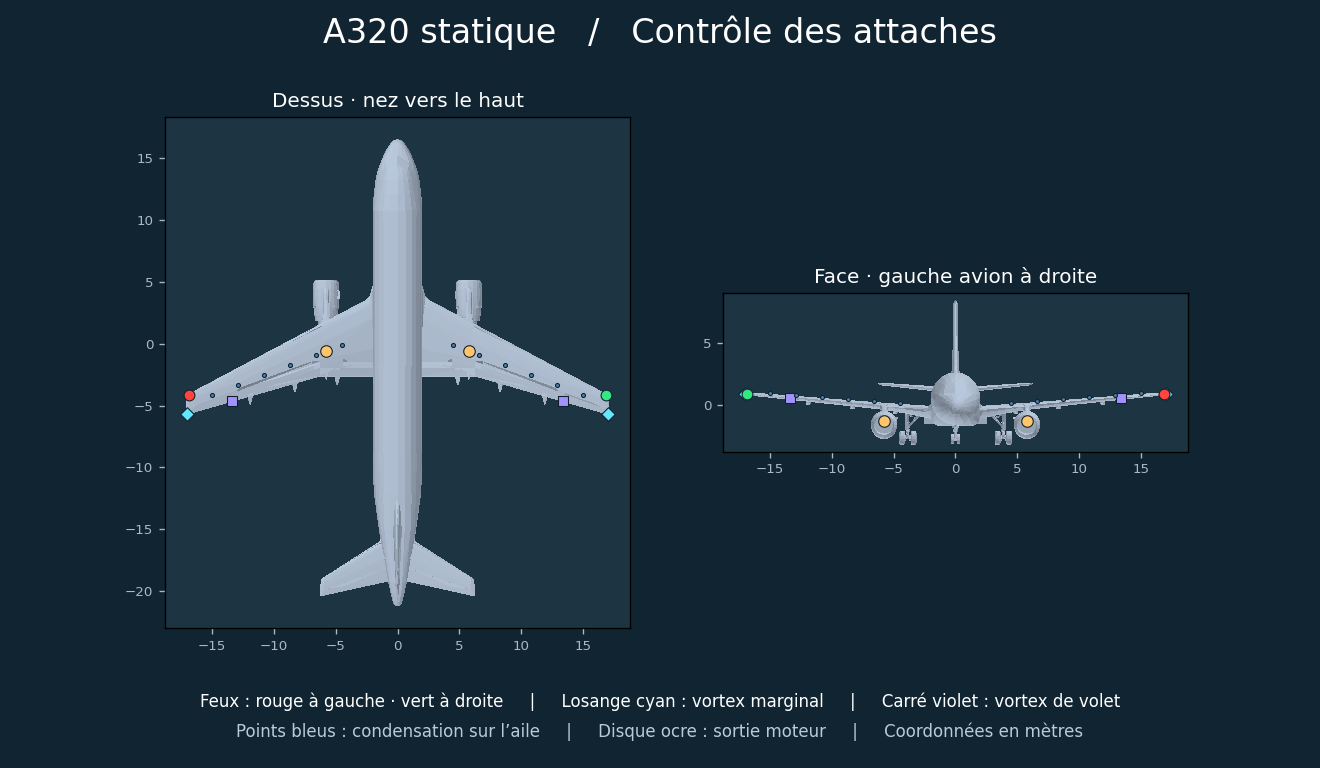 A320 statique / Contrôle des attaches
Dessus · nez vers le haut
15
10
5
0
−5
−10
−15
−20
−15 −10 −5 0 5 10 15
Face · gauche avion à droite
5
0
−15 −10 −5 0 5 10 15
Feux : rouge à gauche · vert à droite | Losange cyan : vortex marginal | Carré violet : vortex de volet
Points bleus : condensation sur l’aile | Disque ocre : sortie moteur | Coordonnées en mètres